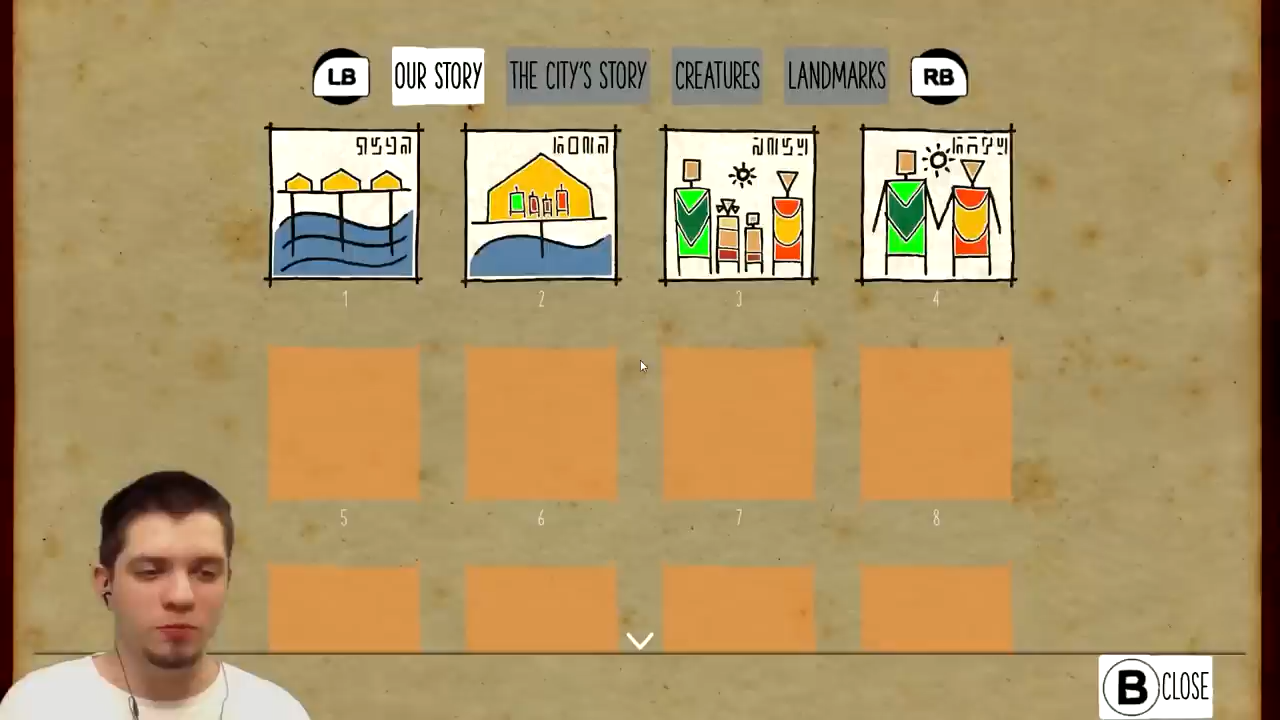 LB OUR STORY THE CITY'S STORY CREATURES LANDMARKS RB
1 2 3 4
5 6 7 8
B CLOSE